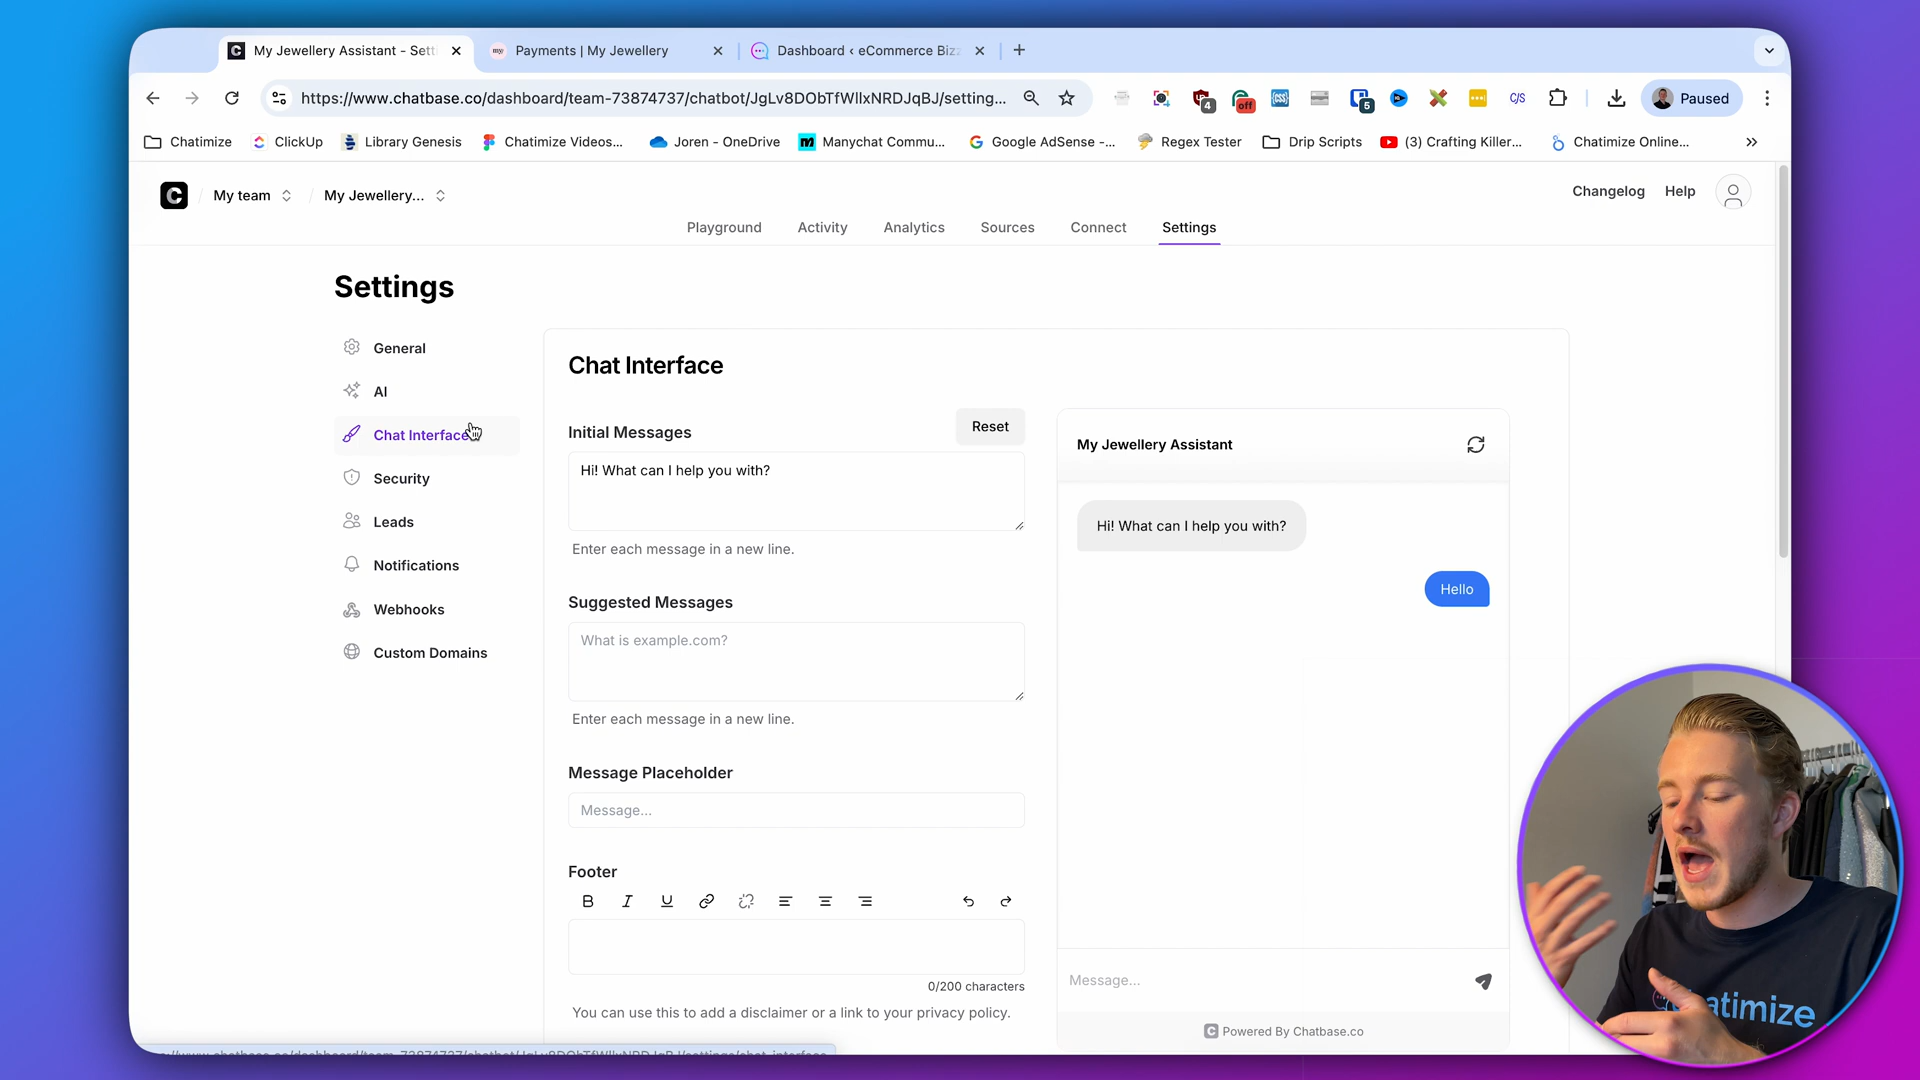 My Jewellery Assistant - Sett
Payments | My Jewellery
Dashboard ‹ eCommerce Bizz
https://www.chatbase.co/dashboard/team-73874737/chatbot/JgLv8DObTfWllxNRDJqBJ/setting...
4
off
5
C/S
Paused
Chatimize
ClickUp
Library Genesis
Chatimize Videos...
Joren - OneDrive
Manychat Commu...
Google AdSense -...
Regex Tester
Drip Scripts
(3) Crafting Killer...
Chatimize Online...
C
My team
My Jewellery...
Changelog
Help
Playground
Activity
Analytics
Sources
Connect
Settings
Settings
General
AI
Chat Interface
Security
Leads
Notifications
Webhooks
Custom Domains
Chat Interface
Initial Messages
Reset
Hi! What can I help you with?
Enter each message in a new line.
Suggested Messages
What is example.com?
Enter each message in a new line.
Message Placeholder
Message...
Footer
B I U
0/200 characters
You can use this to add a disclaimer or a link to your privacy policy.
My Jewellery Assistant
Hi! What can I help you with?
Hello
Message...
Powered By Chatbase.co
hatimize